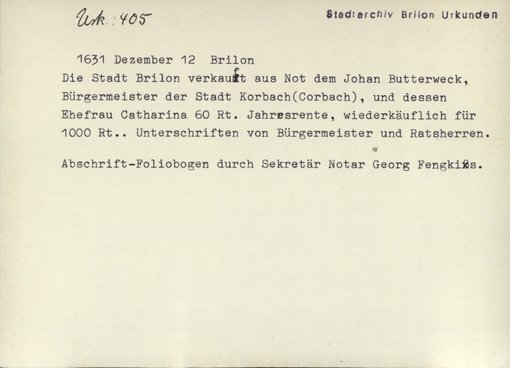 Urk.: 405
Stadtarchiv Brilon Urkunden
1631 Dezember 12 Brilon
Die Stadt Brilon verkauft aus Not dem Johan Butterweck,
Bürgermeister der Stadt Korbach(Corbach), und dessen
Ehefrau Catharina 60 Rt. Jahresrente, wiederkäuflich für
1000 Rt.. Unterschriften von Bürgermeister und Ratsherren.
Abschrift-Foliobogen durch Sekretär Notar Georg